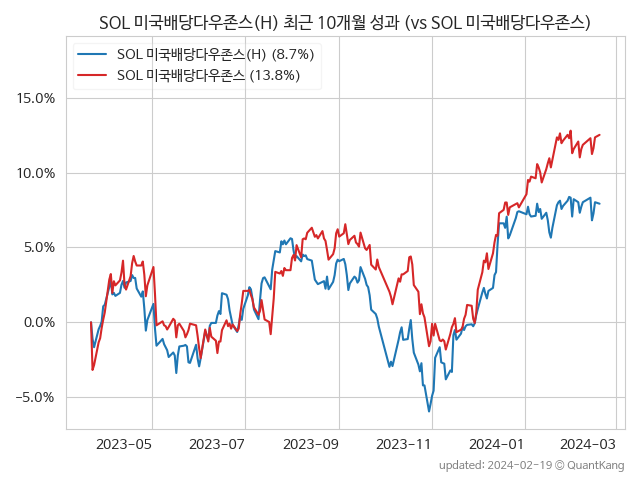 SOL 미국배당다우존스(H) 최근 10개월 성과 (vs SOL 미국배당다우존스)
SOL 미국배당다우존스(H) (8.7%)
SOL 미국배당다우존스 (13.8%)
15.0%
10.0%
5.0%
0.0%
−5.0%
2023-05
2023-07
2023-09
2023-11
2024-01
2024-03
updated: 2024-02-19 © QuantKang